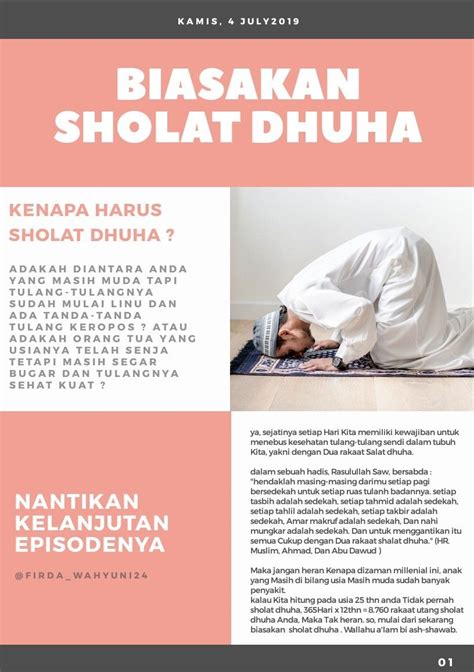 KAMIS, 4 JULY2019
BIASAKAN
SHOLAT DHUHA
KENAPA HARUS
SHOLAT DHUHA ?
ADAKAH DIANTARA ANDA
YANG MASIH MUDA TAPI
TULANG-TULANGNYA
SUDAH MULAI LINU DAN
ADA TANDA-TANDA
TULANG KEROPOS ? ATAU
ADAKAH ORANG TUA YANG
USIANYA TELAH SENJA
TETAPI MASIH SEGAR
BUGAR DAN TULANGNYA
SEHAT KUAT ?
NANTIKAN
KELANJUTAN
EPISODENYA
@FIRDA_WAHYUNI24
ya, sejatinya setiap Hari Kita memiliki kewajiban untuk
menebus kesehatan tulang-tulang sendi dalam tubuh
Kita, yakni dengan Dua rakaat Salat dhuha.
dalam sebuah hadis, Rasulullah Saw, bersabda :
"hendaklah masing-masing darimu setiap pagi
bersedekah untuk setiap ruas tulanh badannya. setiap
tasbih adalah sedekah, setiap tahmid adalah sedekah,
setiap tahlil adalah sedekah, setiap takbir adalah
sedekah, Amar makruf adalah sedekah, Dan nahi
mungkar adalah sedekah. Dan untuk menggantikan itu
semua Cukup dengan Dua rakaat shalat dhuha." (HR.
Muslim, Ahmad, Dan Abu Dawud )
Maka jangan heran Kenapa dizaman millenial ini, anak
yang Masih di bilang usia Masih muda sudah banyak
penyakit.
kalau Kita hitung pada usia 25 thn anda Tidak pernah
sholat dhuha, 365Hari x 12thn = 8.760 rakaat utang sholat
dhuha Anda, Maka Tak heran. so, mulai dari sekarang
biasakan sholat dhuha . Wallahu a'lam bi ash-shawab.
01